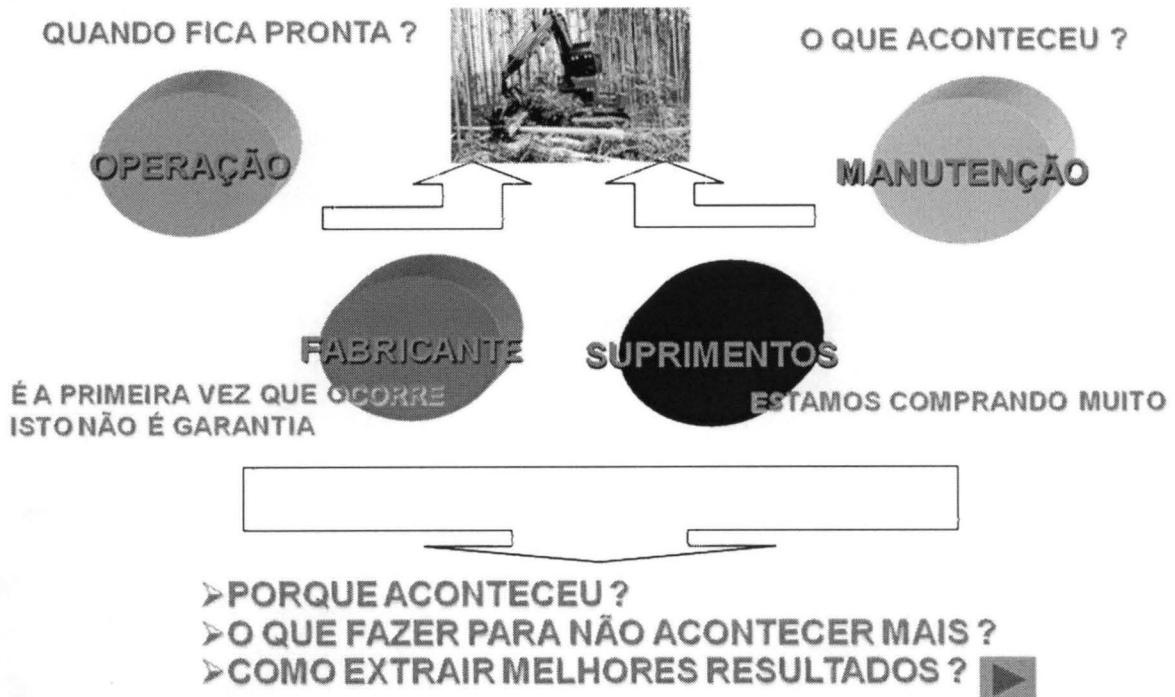 QUANDO FICA PRONTA ?
O QUE ACONTECEU ?
OPERAÇÃO
MANUTENÇÃO
FABRICANTE
SUPRIMENTOS
É A PRIMEIRA VEZ QUE OCORRE
ISTO NÃO É GARANTIA
ESTAMOS COMPRANDO MUITO
➢PORQUE ACONTECEU ?
➢O QUE FAZER PARA NÃO ACONTECER MAIS ?
➢COMO EXTRAIR MELHORES RESULTADOS ?